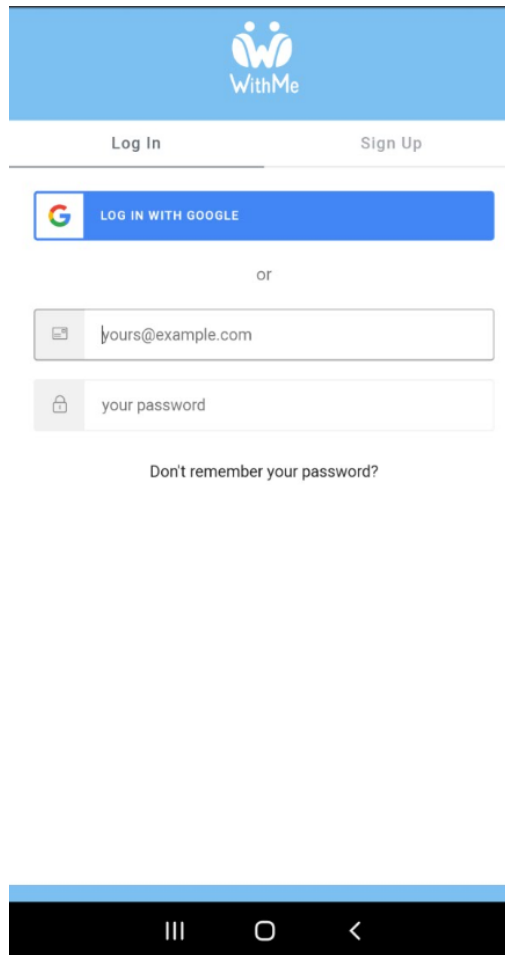 WithMe
Log In Sign Up
LOG IN WITH GOOGLE
or
yours@example.com
your password
Don't remember your password?